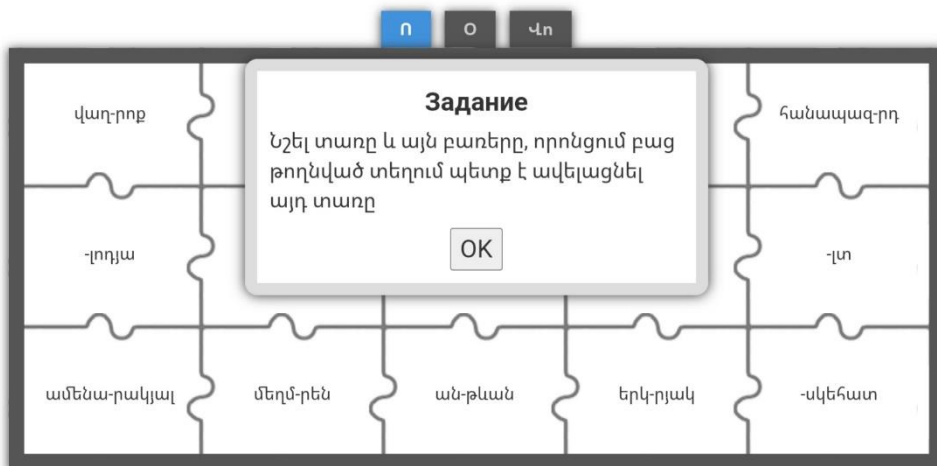 Ո Օ Վո
վաղ-րոք
հանապազ-րդ
Задание
Նշել տառը և այն բառերը, որոնցում բաց
թողնված տեղում պետք է ավելացնել
այդ տառը
OK
-լոդյա
-լտ
ամենա-րակյալ
մեղմ-րեն
ան-թևան
երկ-րյակ
-սկեհատ